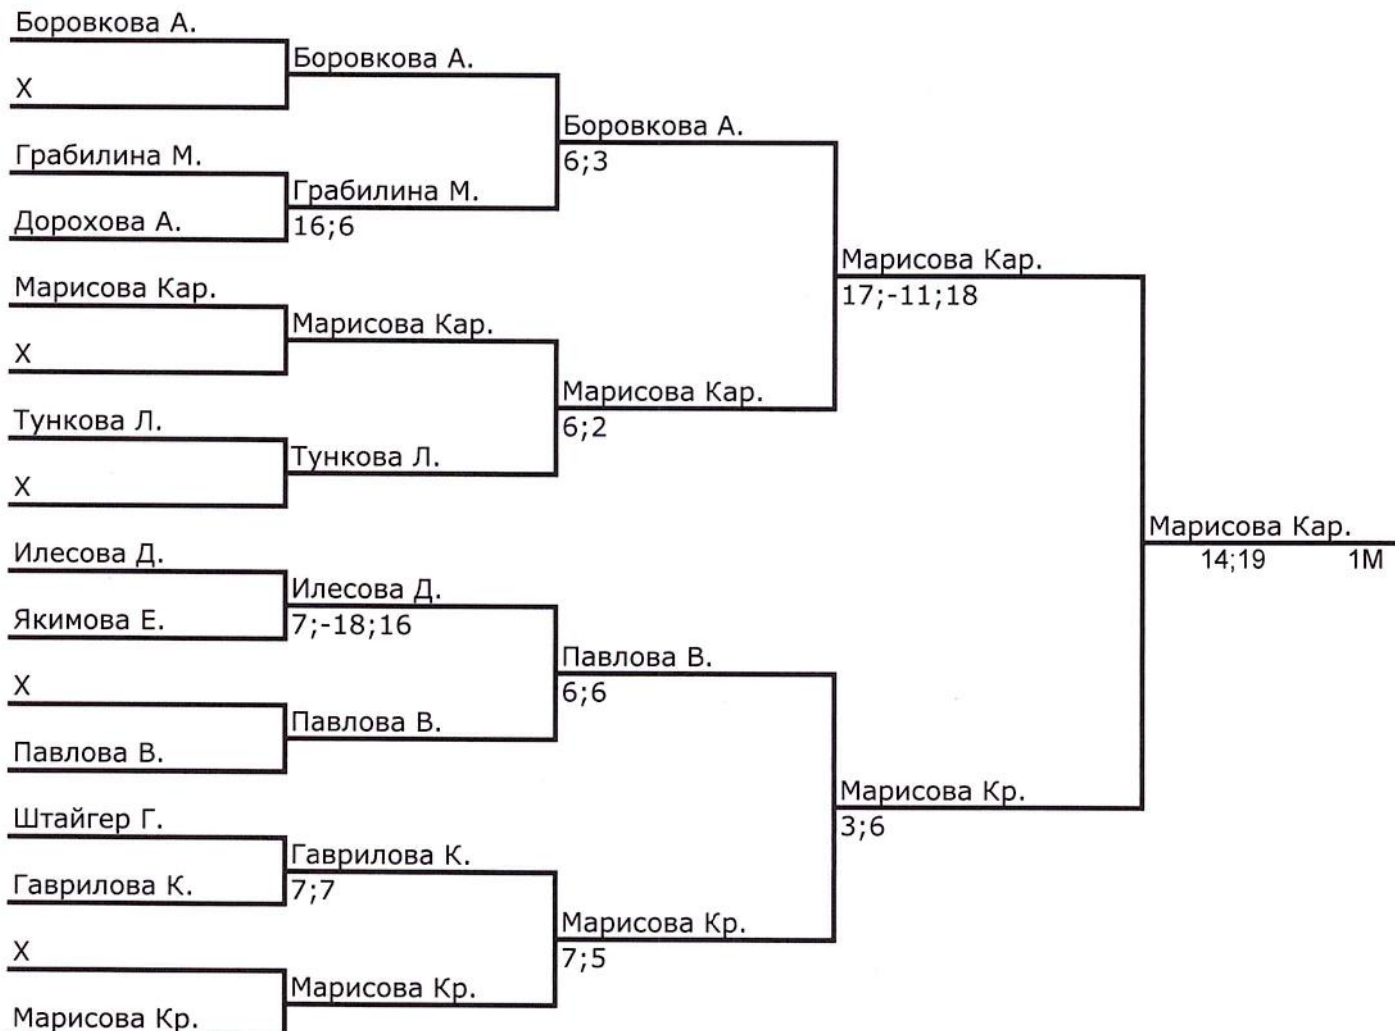 Боровкова А.
X
Грабилина М.
Дорохова А.
Марисова Кар.
X
Тункова Л.
X
Илесова Д.
Якимова Е.
X
Павлова В.
Штайгер Г.
Гаврилова К.
X
Марисова Кр.
Боровкова А.
Грабилина М.
16;6
Марисова Кар.
Тункова Л.
Илесова Д.
7;-18;16
Павлова В.
Гаврилова К.
7;7
Марисова Кр.
Боровкова А.
6;3
Марисова Кар.
6;2
Павлова В.
6;6
Марисова Кр.
7;5
Марисова Кар.
17;-11;18
Марисова Кр.
3;6
Марисова Кар.
14;19 1М